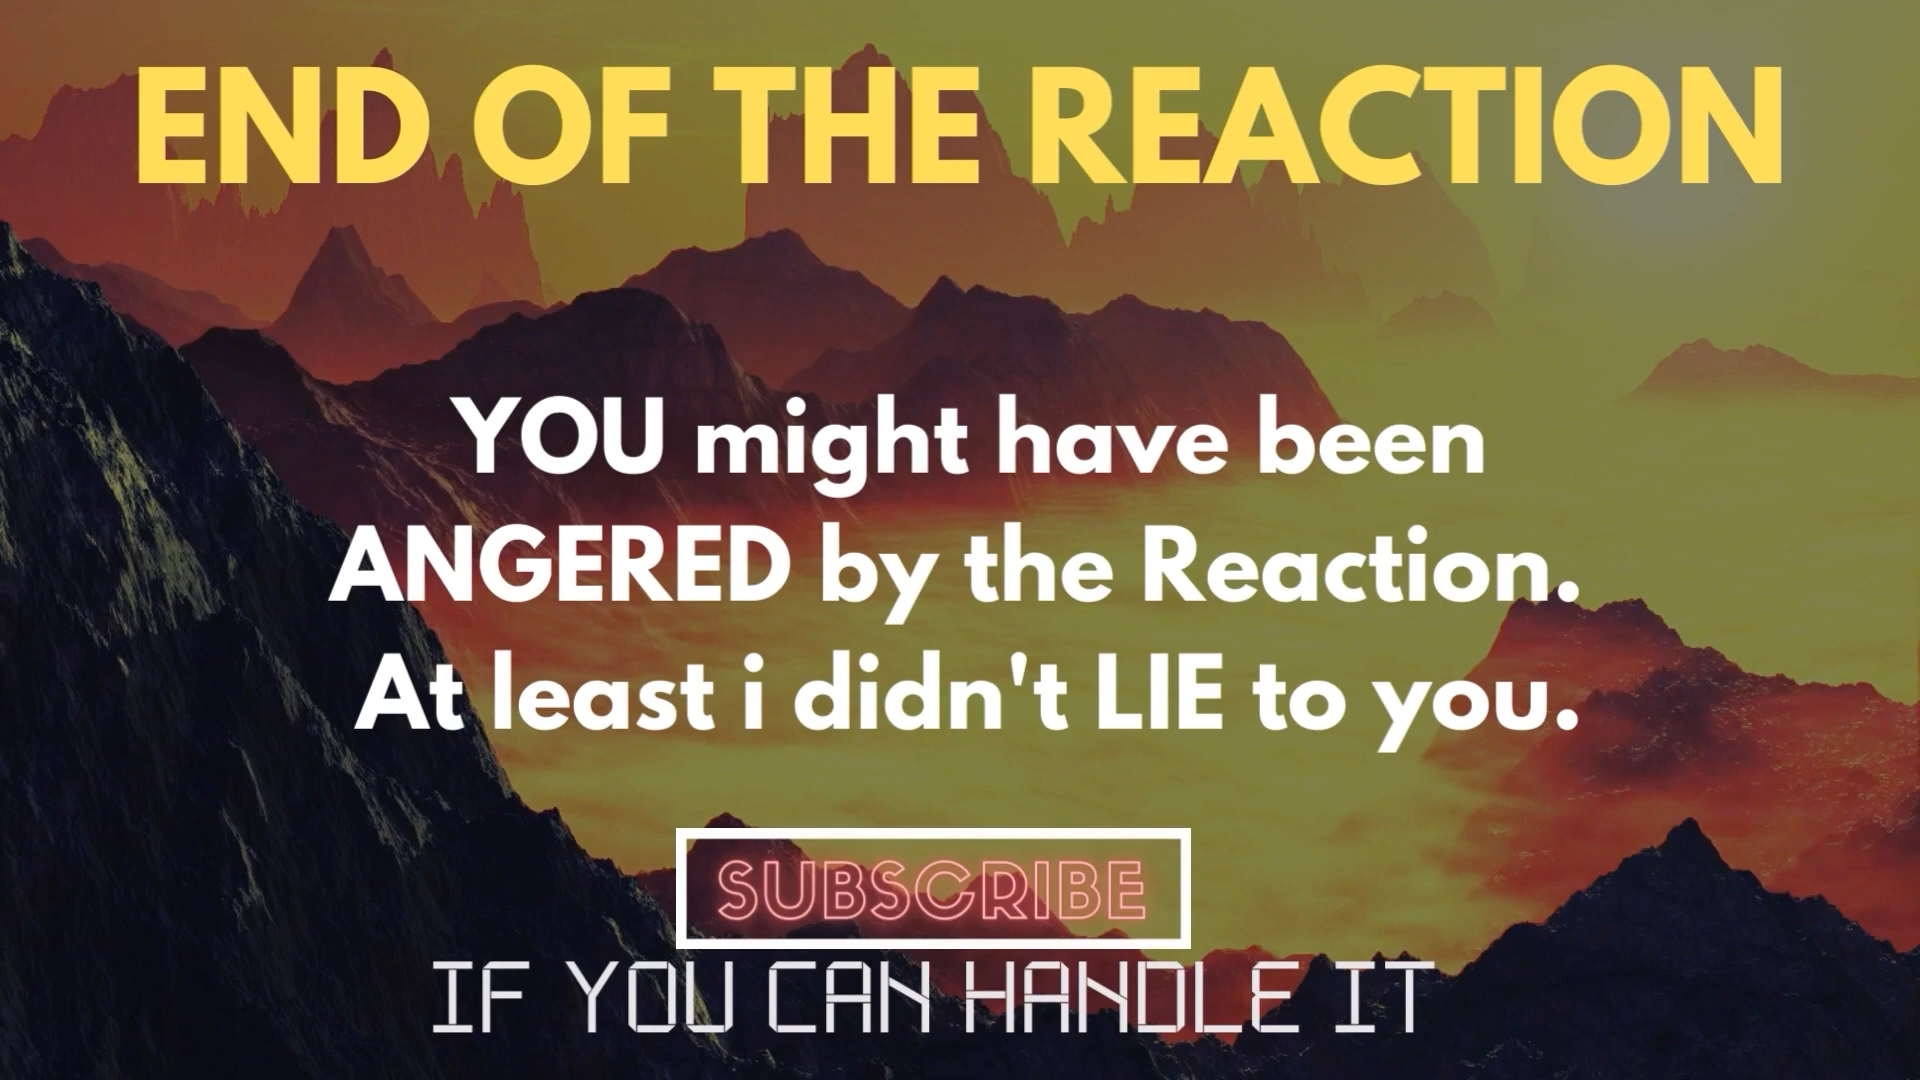 END OF THE REACTION
YOU might have been
ANGERED by the Reaction.
At least i didn't LIE to you.
SUBSCRIBE
IF YOU CAN HANDLE IT